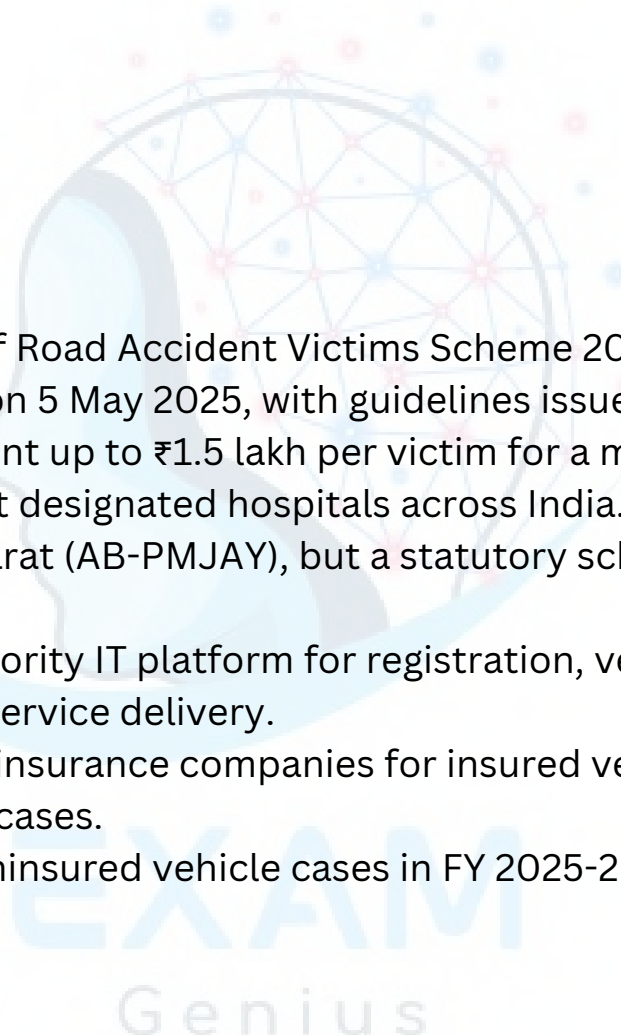 f Road Accident Victims Scheme 20
on 5 May 2025, with guidelines issue
nt up to ₹1.5 lakh per victim for a m
t designated hospitals across India.
arat (AB-PMJAY), but a statutory sch
ority IT platform for registration, ve
ervice delivery.
insurance companies for insured ve
cases.
ninsured vehicle cases in FY 2025-2
EXAM
Genius